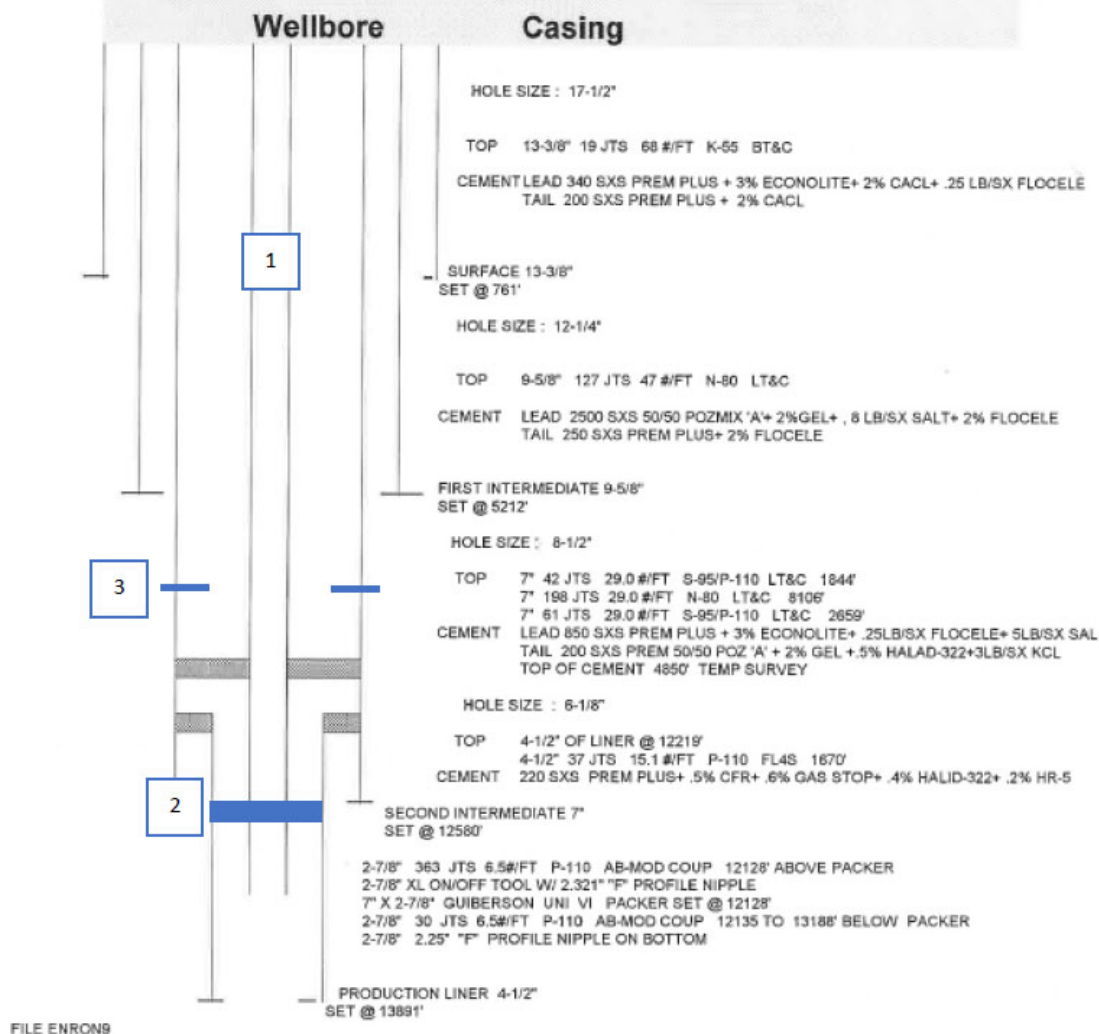 Wellbore Casing
HOLE SIZE : 17-1/2"
TOP 13-3/8" 19 JTS 68 #/FT K-55 BT&C
CEMENT LEAD 340 SXS PREM PLUS + 3% ECONOLITE+ 2% CACL+ .25 LB/SX FLOCELE
TAIL 200 SXS PREM PLUS + 2% CACL
1
SURFACE 13-3/8"
SET @ 761'
HOLE SIZE : 12-1/4"
TOP 9-5/8" 127 JTS 47 #/FT N-80 LT&C
CEMENT LEAD 2500 SXS 50/50 POZMIX 'A'+ 2%GEL+ , 8 LB/SX SALT+ 2% FLOCELE
TAIL 250 SXS PREM PLUS+ 2% FLOCELE
FIRST INTERMEDIATE 9-5/8"
SET @ 5212'
HOLE SIZE : 8-1/2"
3
TOP 7" 42 JTS 29.0 #/FT S-95/P-110 LT&C 1844'
7" 198 JTS 29.0 #/FT N-80 LT&C 8106'
7" 61 JTS 29.0 #/FT S-95/P-110 LT&C 2659'
CEMENT LEAD 850 SXS PREM PLUS + 3% ECONOLITE+ .25LB/SX FLOCELE+ 5LB/SX SAL
TAIL 200 SXS PREM 50/50 POZ 'A' + 2% GEL +.5% HALAD-322+3LB/SX KCL
TOP OF CEMENT 4850' TEMP SURVEY
HOLE SIZE : 6-1/8"
TOP 4-1/2" OF LINER @ 12219'
4-1/2" 37 JTS 15.1 #/FT P-110 FL4S 1670'
CEMENT 220 SXS PREM PLUS+ .5% CFR+ .6% GAS STOP+ .4% HALID-322+ .2% HR-5
2
SECOND INTERMEDIATE 7"
SET @ 12580'
2-7/8" 363 JTS 6.5#/FT P-110 AB-MOD COUP 12128' ABOVE PACKER
2-7/8" XL ON/OFF TOOL W/ 2.321" "F" PROFILE NIPPLE
7" X 2-7/8" GUIBERSON UNI VI PACKER SET @ 12128'
2-7/8" 30 JTS 6.5#/FT P-110 AB-MOD COUP 12135 TO 13188' BELOW PACKER
2-7/8" 2.25" "F" PROFILE NIPPLE ON BOTTOM
PRODUCTION LINER 4-1/2"
SET @ 13891'
FILE ENRON9